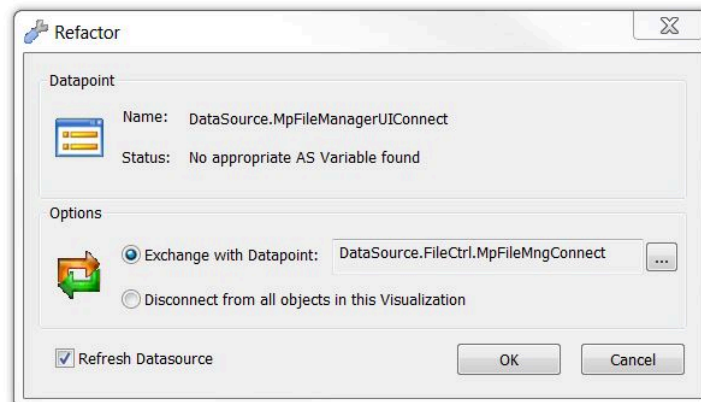 Refactor
Datapoint
Name: DataSource.MpFileManagerUIConnect
Status: No appropriate AS Variable found
Options
Exchange with Datapoint: DataSource.FileCtrl.MpFileMngConnect ...
Disconnect from all objects in this Visualization
Refresh Datasource OK Cancel